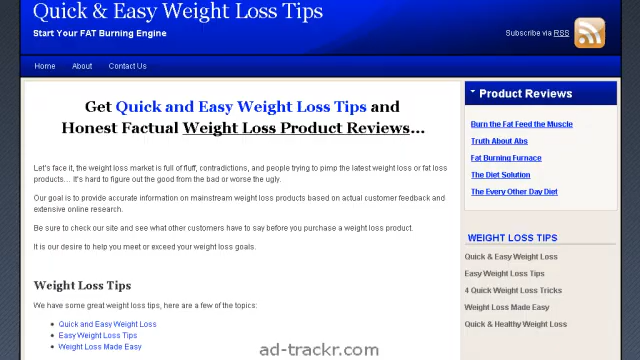 Quick & Easy Weight Loss Tips
Start Your FAT Burning Engine
Subscribe via RSS
Home About Contact Us
Get Quick and Easy Weight Loss Tips and
Honest Factual Weight Loss Product Reviews...
Let's face it, the weight loss market is full of fluff, contradictions, and people trying to pimp the latest weight loss or fat loss
products... It's hard to figure out the good from the bad or worse the ugly.
Our goal is to provide accurate information on mainstream weight loss products based on actual customer feedback and
extensive online research.
Be sure to check our site and see what other customers have to say before you purchase a weight loss product.
It is our desire to help you meet or exceed your weight loss goals.
Weight Loss Tips
We have some great weight loss tips, here are a few of the topics:
Quick and Easy Weight Loss
Easy Weight Loss Tips
Weight Loss Made Easy
Product Reviews
Burn the Fat Feed the Muscle
Truth About Abs
Fat Burning Furnace
The Diet Solution
The Every Other Day Diet
WEIGHT LOSS TIPS
Quick & Easy Weight Loss
Easy Weight Loss Tips
4 Quick Weight Loss Tricks
Weight Loss Made Easy
Quick & Healthy Weight Loss
ad-trackr.com